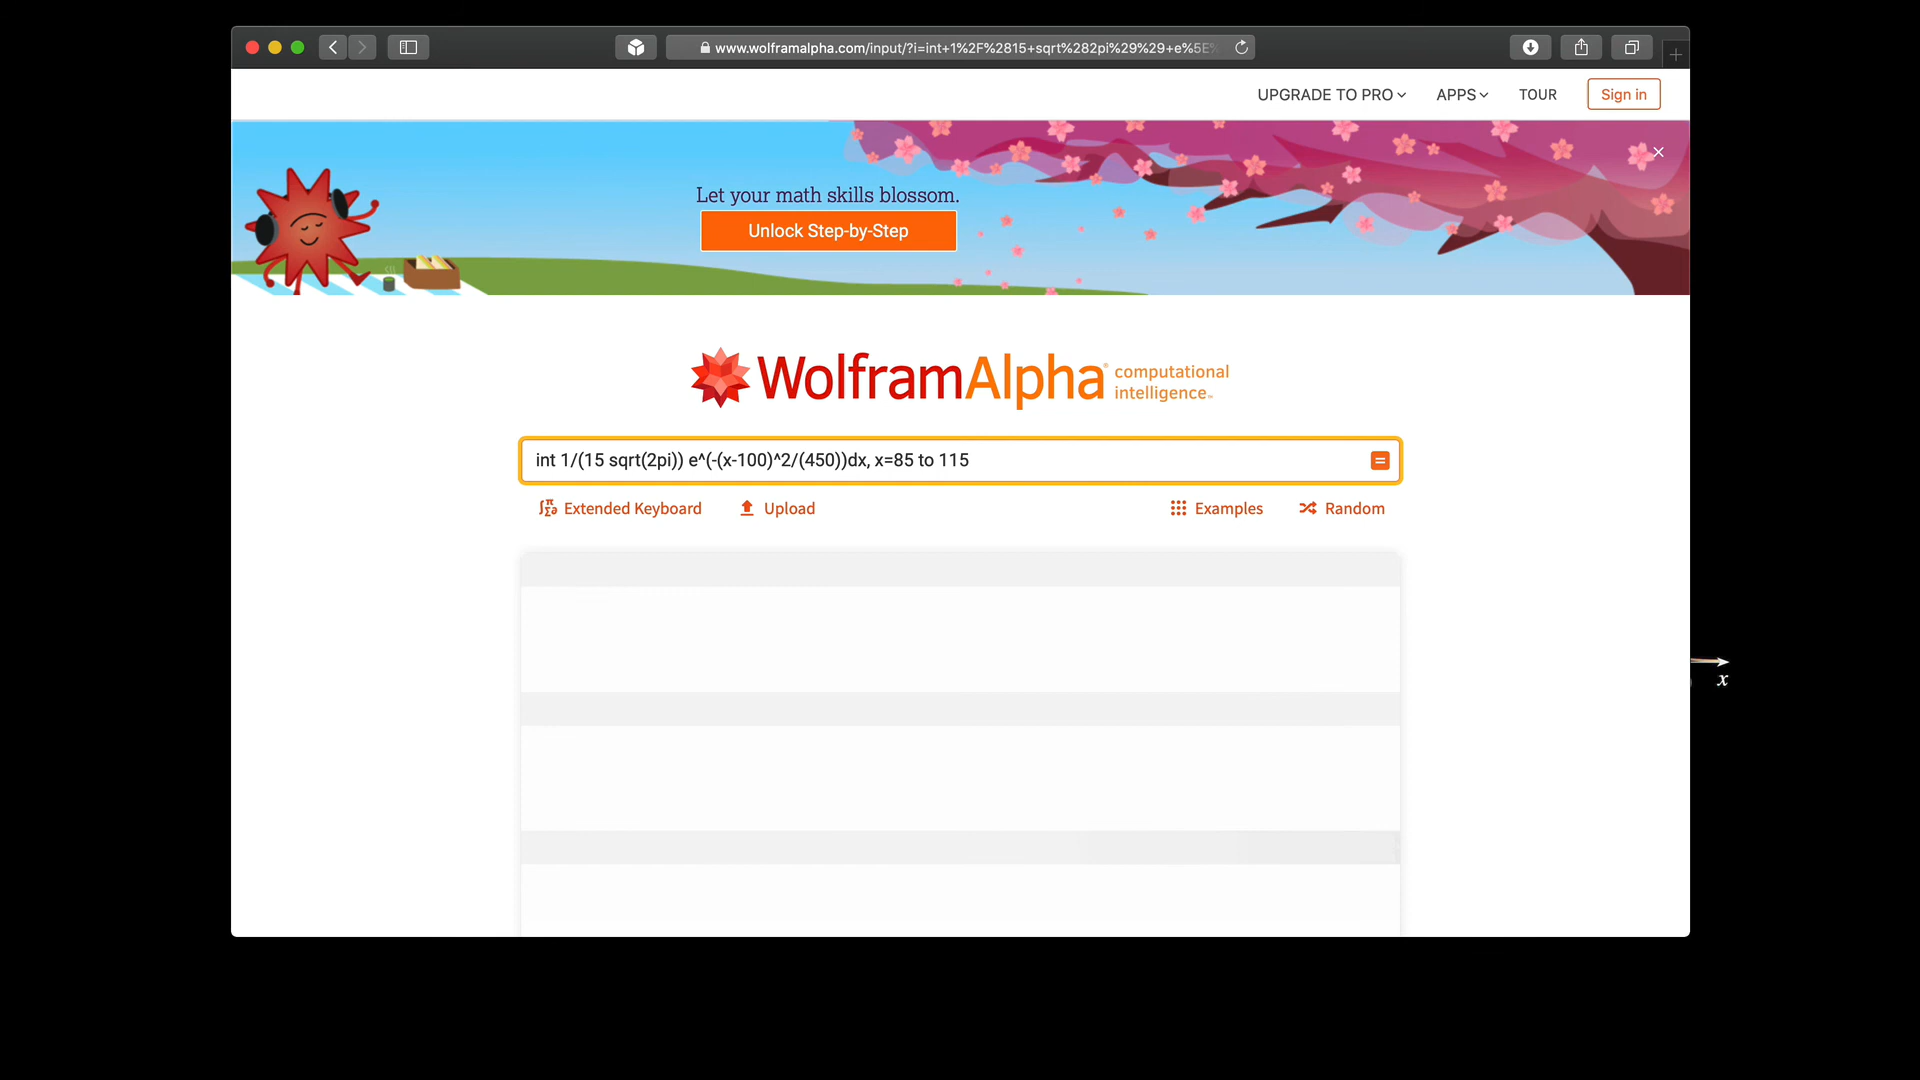 www.wolframalpha.com/input/?i=int+1%2F%2815+sqrt%282pi%29%29+e%5E%
UPGRADE TO PRO APPS TOUR Sign in
Let your math skills blossom.
Unlock Step-by-Step
WolframAlpha computational
intelligence™
int 1/(15 sqrt(2pi)) e^(-(x-100)^2/(450))dx, x=85 to 115
Extended Keyboard Upload Examples Random
x